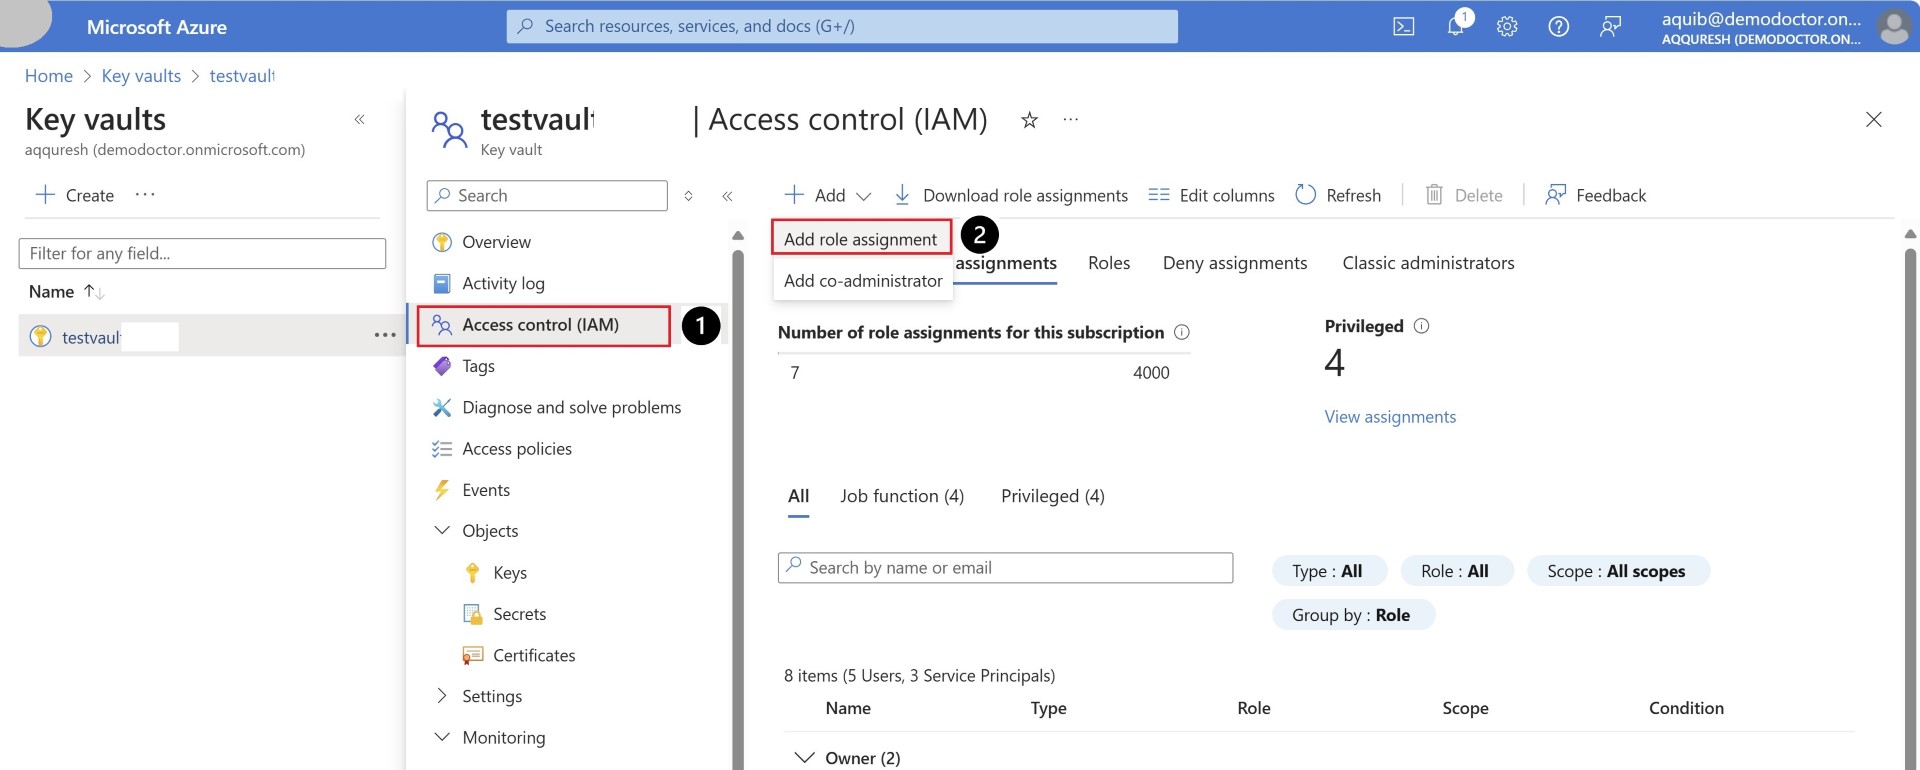 Microsoft Azure
Search resources, services, and docs (G+/)
1
aquib@demodoctor.on...
AQQURESH (DEMODOCTOR.ON...
Home > Key vaults > testvault
Key vaults
aqquresh (demodoctor.onmicrosoft.com)
Create
Filter for any field...
Name
testvaul
testvault | Access control (IAM)
Key vault
Search
Overview
Activity log
Access control (IAM)
1
Tags
Diagnose and solve problems
Access policies
Events
Objects
Keys
Secrets
Certificates
Settings
Monitoring
Add Download role assignments Edit columns Refresh Delete Feedback
Add role assignment
2
Add co-administrator
assignments Roles Deny assignments Classic administrators
Number of role assignments for this subscription
7 4000
Privileged
4
View assignments
All Job function (4) Privileged (4)
Search by name or email
Type : All Role : All Scope : All scopes
Group by : Role
8 items (5 Users, 3 Service Principals)
Name Type Role Scope Condition
Owner (2)